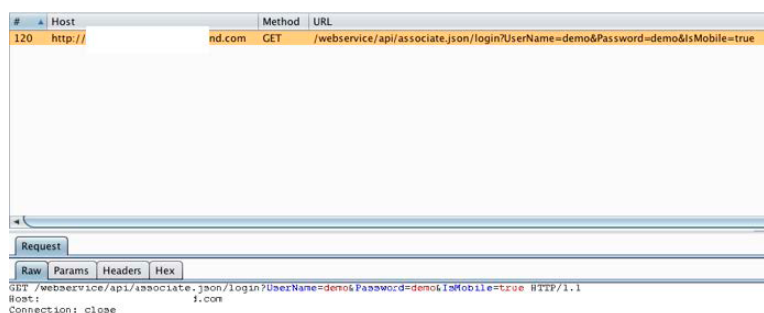 # Host Method URL
120 http:// nd.com GET /webservice/api/associate.json/login?UserName=demo&Password=demo&IsMobile=true
Request
Raw Params Headers Hex
GET /webservice/api/associate.json/login?UserName=demo&Password=demo&IsMobile=true HTTP/1.1
Host: .com
Connection: close